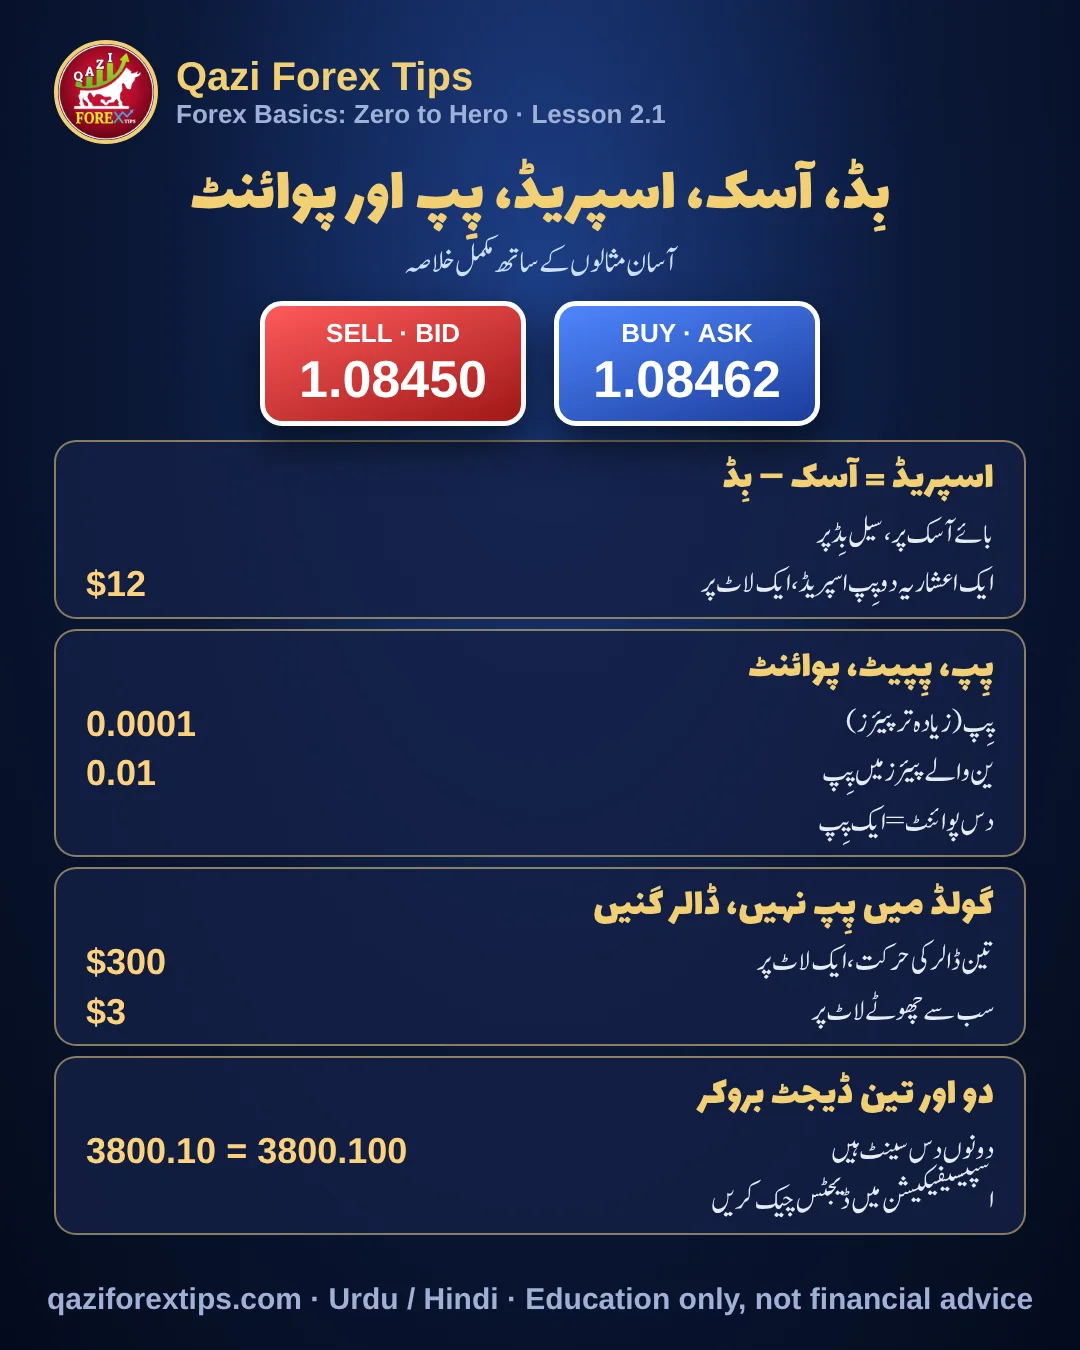 QAZI
FOREX TIPS
Qazi Forex Tips
Forex Basics: Zero to Hero · Lesson 2.1
بِڈ، آسک، اسپریڈ، پِپ اور پوائنٹ
آسان مثالوں کے ساتھ مکمل خلاصہ
SELL · BID
1.08450
BUY · ASK
1.08462
اسپریڈ = آسک − بِڈ
بائے آسک پر، سیل بِڈ پر
ایک اعشاریہ دو پِپ اسپریڈ، ایک لاٹ پر $12
پِپ، پِپیٹ، پوائنٹ
پِپ (زیادہ تر پیئرز) 0.0001
ین والے پیئرز میں پِپ 0.01
دس پوائنٹ = ایک پِپ
گولڈ میں پِپ نہیں، ڈالر گنیں
تین ڈالر کی حرکت، ایک لاٹ پر $300
سب سے چھوٹے لاٹ پر $3
دو اور تین ڈیجٹ بروکر
دونوں دس سینٹ ہیں 3800.10 = 3800.100
اسپیسیفیکیشن میں ڈیجٹس چیک کریں
qaziforextips.com · Urdu / Hindi · Education only, not financial advice